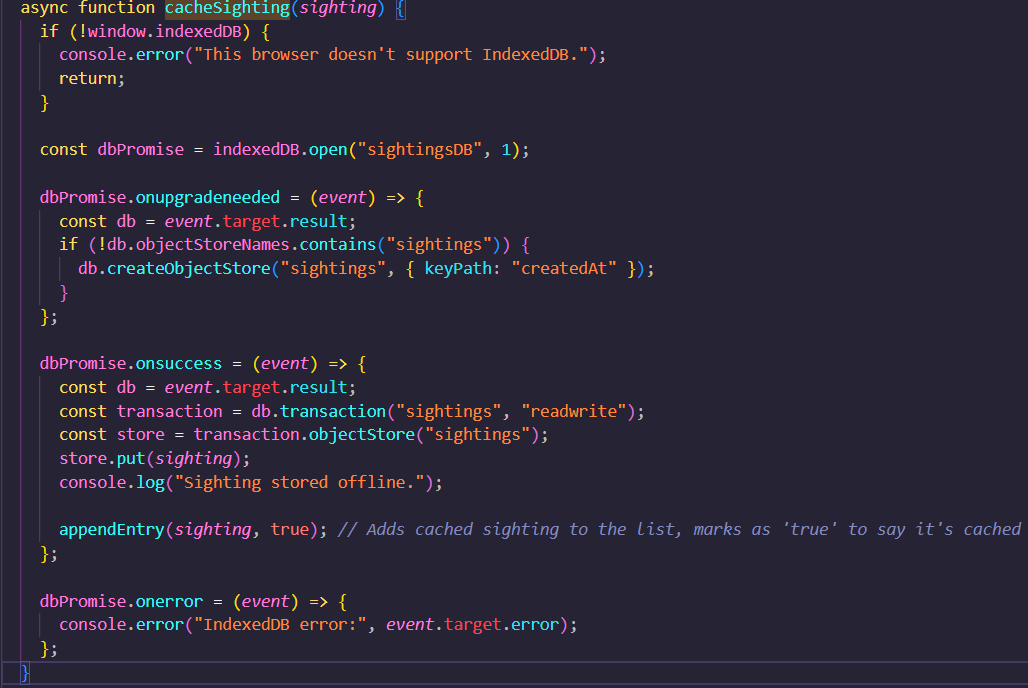 async function cacheSighting(sighting) {
  if (!window.indexedDB) {
    console.error("This browser doesn't support IndexedDB.");
    return;
  }

  const dbPromise = indexedDB.open("sightingsDB", 1);

  dbPromise.onupgradeneeded = (event) => {
    const db = event.target.result;
    if (!db.objectStoreNames.contains("sightings")) {
      db.createObjectStore("sightings", { keyPath: "createdAt" });
    }
  };

  dbPromise.onsuccess = (event) => {
    const db = event.target.result;
    const transaction = db.transaction("sightings", "readwrite");
    const store = transaction.objectStore("sightings");
    store.put(sighting);
    console.log("Sighting stored offline.");

    appendEntry(sighting, true); // Adds cached sighting to the list, marks as 'true' to say it's cached
  };

  dbPromise.onerror = (event) => {
    console.error("IndexedDB error:", event.target.error);
  };
}